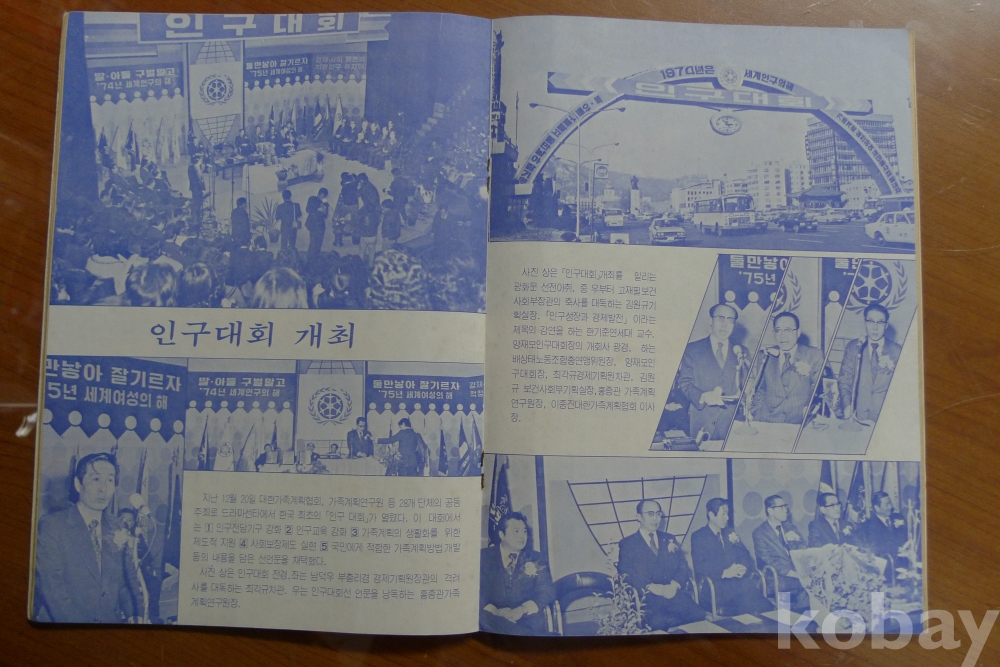 인구대회
딸·아들 구별말고
'74년 세계인구의 해
둘만낳아 잘기르자
'75년 세계여성의 해
인구대회 개최
둘만낳아 잘기르자
'75년 세계여성의 해
딸·아들 구별말고
'74년 세계인구의 해
둘만낳아 잘기르자
'75년 세계여성의 해
지난 12월 20일 대한가족계획협회, 가족계획연구원 등 28개 단체의 공동
주최로 드라마센타에서 한국 최초의 「인구 대회」가 열렸다. 이 대회에서
는 1 인구전담기구 강화 2 인구교육 강화 3 가족계획의 생활화를 위한
제도적 지원 4 사회보장제도 실현 5 국민에게 적합한 가족계획방법 개발
등의 내용을 담은 선언문을 채택했다.
사진 상은 인구대회 전경. 좌는 남덕우 부총리겸 경제기획원장관의 격려
사를 대독하는 최각규차관. 우는 인구대회선언문을 낭독하는 홍종관가족
계획연구원장.
1974년은 세계인구의해
인구대회
사진 상은 「인구대회」개최를 알리는
광화문 선전아취. 중 우부터 고재필보건
사회부장관의 축사를 대독하는 김원규기
획실장. 「인구성장과 경제발전」이라는
제목의 강연을 하는 한기춘연세대 교수.
양재모인구대회장의 개회사 광경. 하는
배상태노동조합총연맹위원장, 양재모인
구대회장, 최각규경제기획원차관, 김원
규 보건사회부기획실장, 홍종관 가족계획
연구원장, 이종진대한가족계획협회 이사
장.
둘만낳아
'75년
kobay